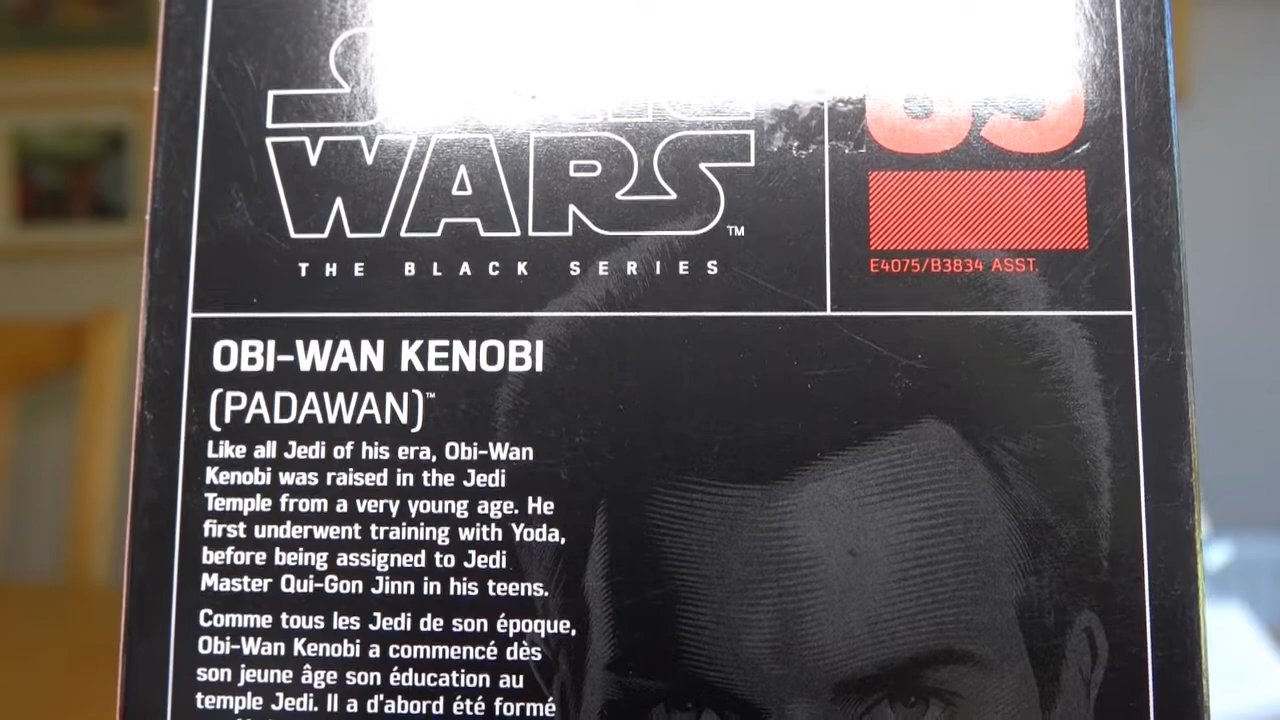 WARS™
THE BLACK SERIES
E4075/B3834 ASST.
OBI-WAN KENOBI
(PADAWAN)™
Like all Jedi of his era, Obi-Wan
Kenobi was raised in the Jedi
Temple from a very young age. He
first underwent training with Yoda,
before being assigned to Jedi
Master Qui-Gon Jinn in his teens.
Comme tous les Jedi de son époque,
Obi-Wan Kenobi a commencé dès
son jeune âge son éducation au
temple Jedi. Il a d'abord été formé